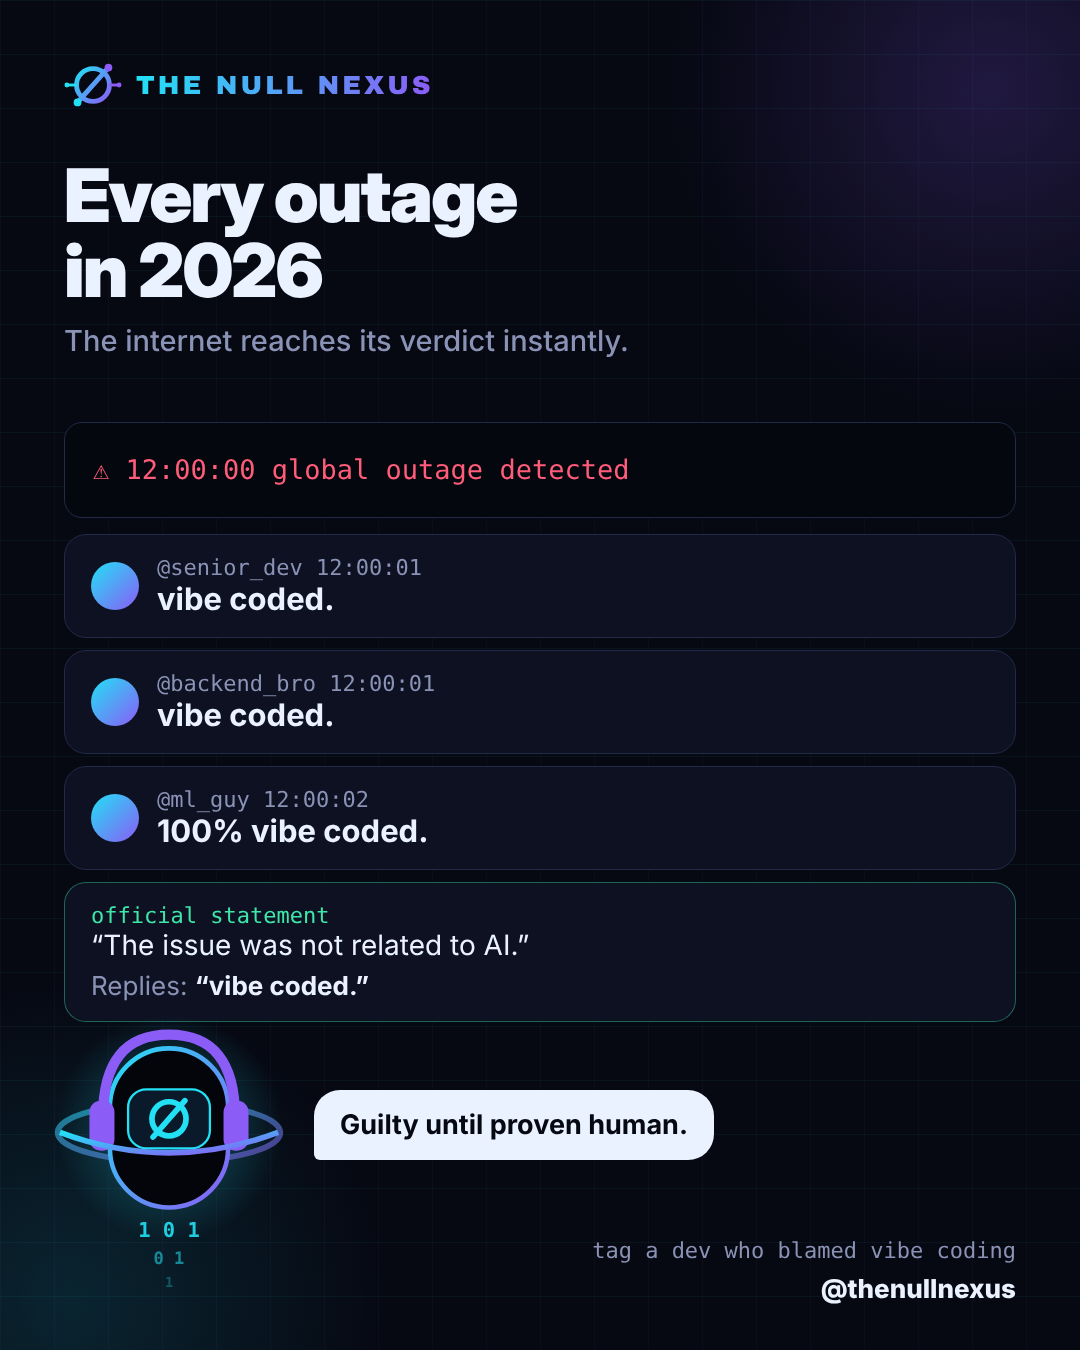 THE NULL NEXUS
Every outage
in 2026
The internet reaches its verdict instantly.
⚠ 12:00:00 global outage detected
@senior_dev 12:00:01
vibe coded.
@backend_bro 12:00:01
vibe coded.
@ml_guy 12:00:02
100% vibe coded.
official statement
“The issue was not related to AI.”
Replies: “vibe coded.”
Guilty until proven human.
1 0 1
0 1
1
tag a dev who blamed vibe coding
@thenullnexus